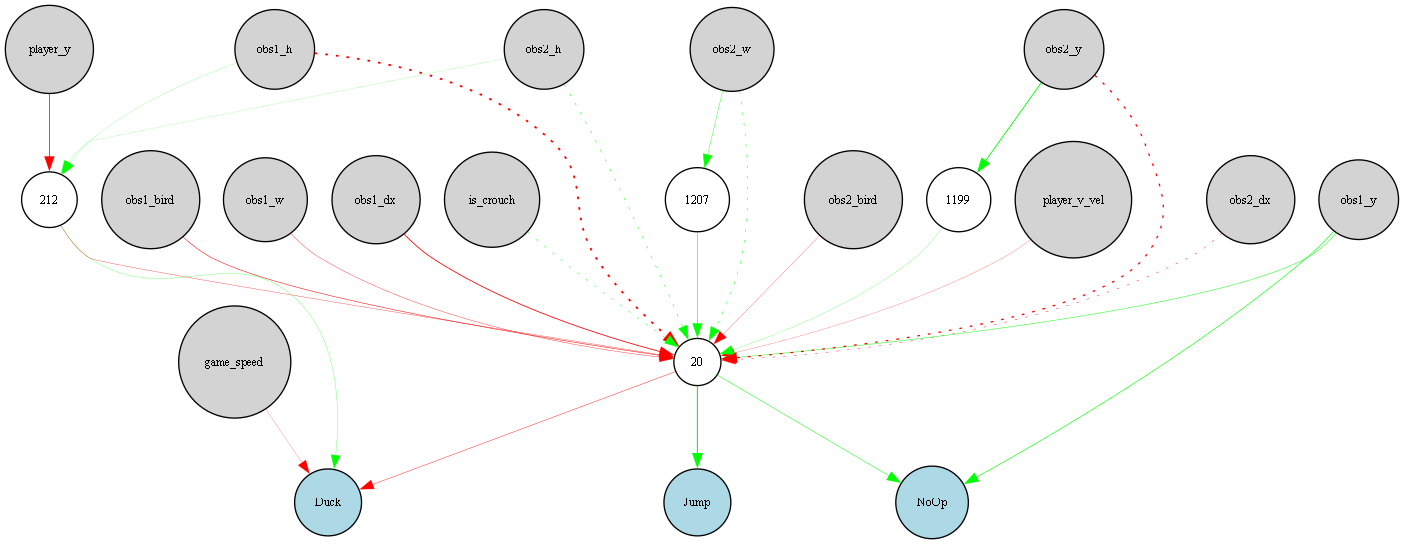 player_y
obs1_h
obs2_h
obs2_w
obs2_y
212
obs1_bird
obs1_w
obs1_dx
is_crouch
1207
obs2_bird
1199
player_v_vel
obs2_dx
obs1_y
game_speed
20
Duck
Jump
NoOp